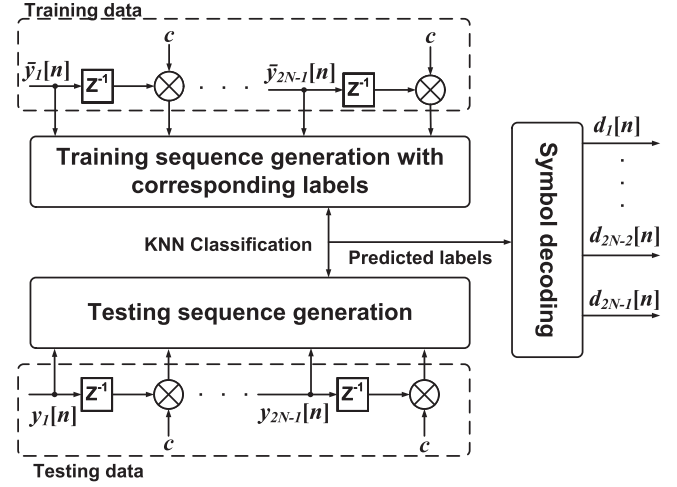 Training data
c
c
ȳ1[n]
Z-1
. . .
ȳ2N-1[n]
Z-1
Training sequence generation with
corresponding labels
KNN Classification
Predicted labels
Testing sequence generation
y1[n]
Z-1
. . .
y2N-1[n]
Z-1
c
c
Testing data
Symbol decoding
d1[n]
.
.
.
d2N-2[n]
d2N-1[n]